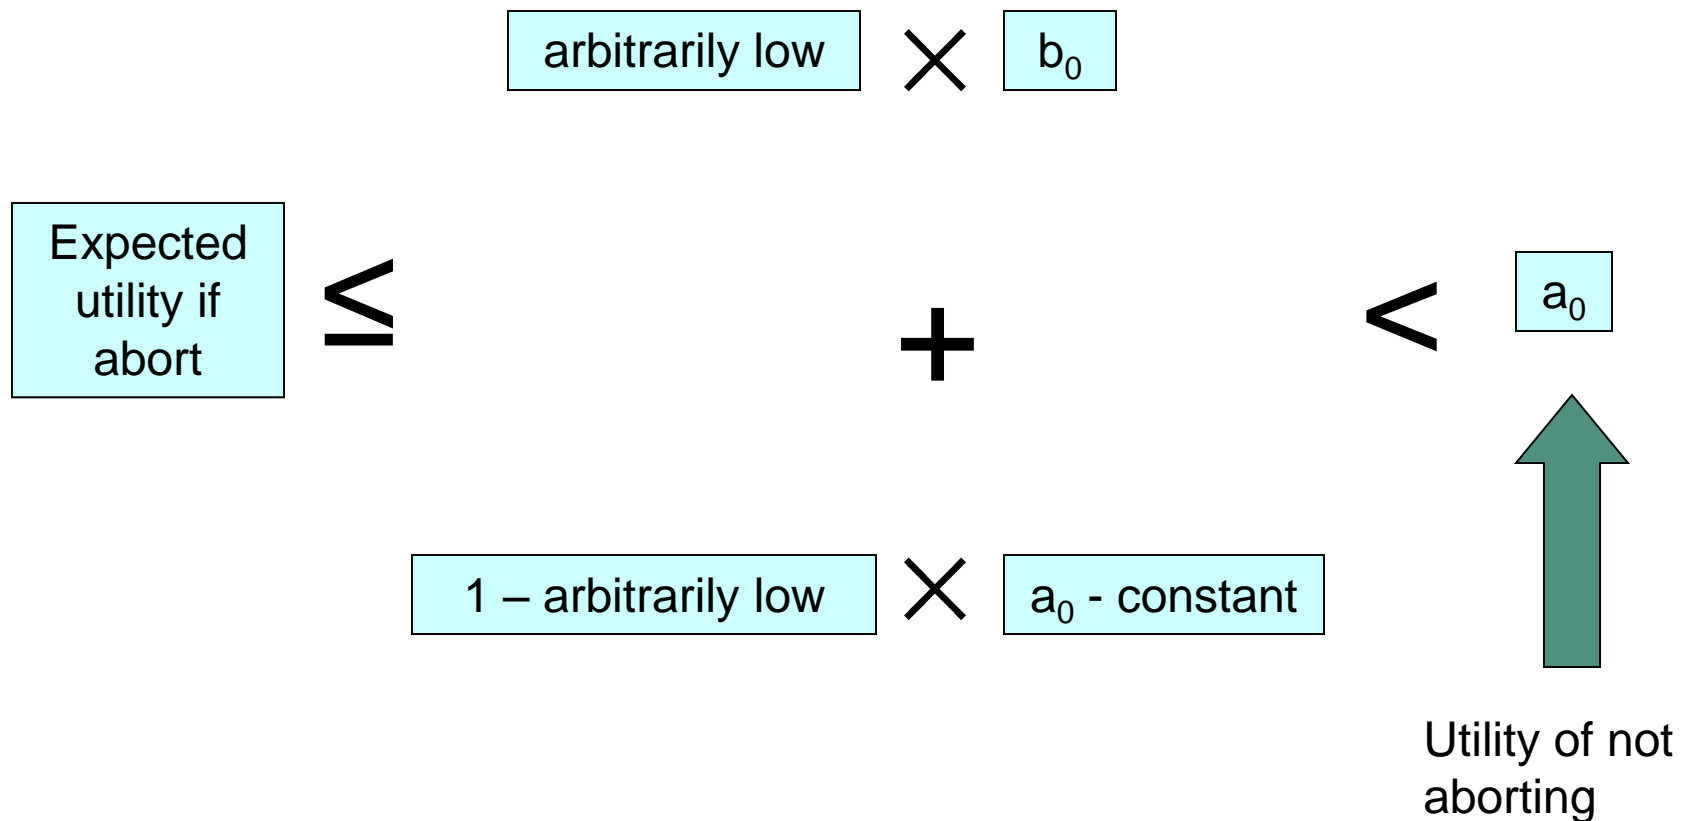 arbitrarily low × b₀
Expected
utility if
abort
≤
+
<
a₀
1 – arbitrarily low × a₀ - constant
Utility of not
aborting